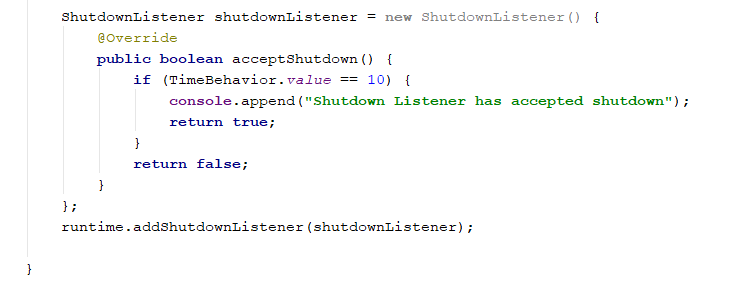 ShutdownListener shutdownListener = new ShutdownListener() {
@Override
public boolean acceptShutdown() {
if (TimeBehavior.value == 10) {
console.append("Shutdown Listener has accepted shutdown");
return true;
}
return false;
}
};
runtime.addShutdownListener(shutdownListener);
}